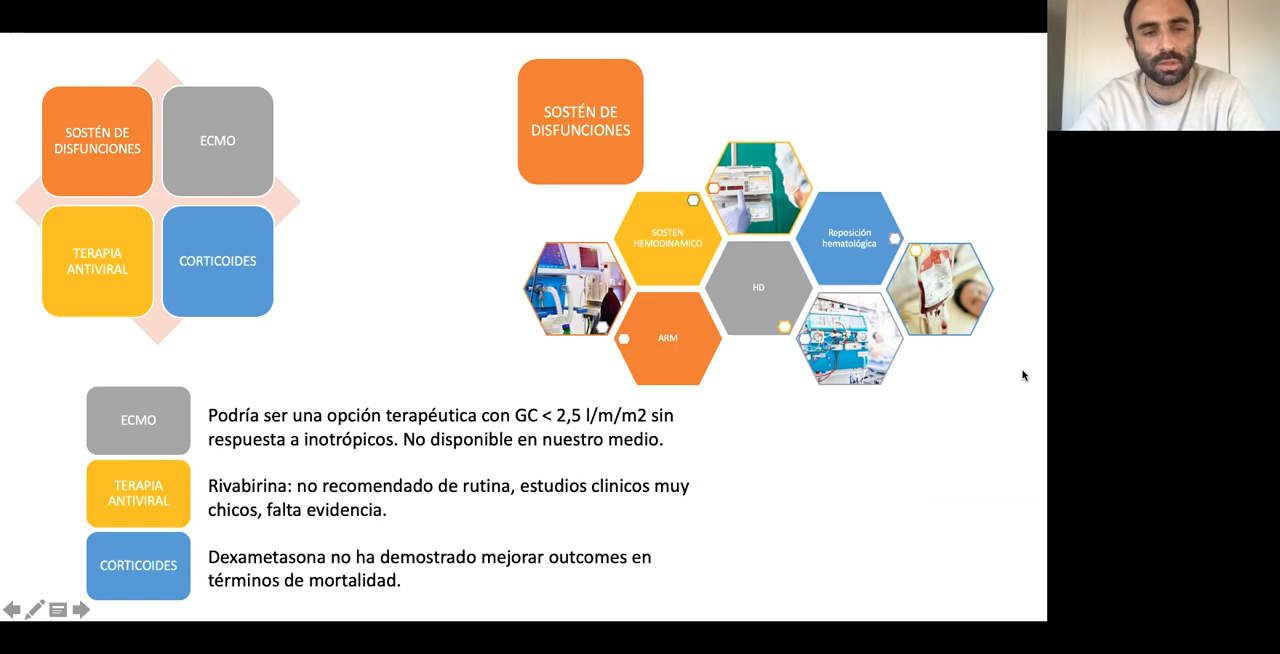 SOSTÉN DE
DISFUNCIONES
ECMO
TERAPIA
ANTIVIRAL
CORTICOIDES
SOSTÉN DE
DISFUNCIONES
SOSTEN
HEMODINAMICO
Reposición
hematológica
HD
ARM
ECMO
Podría ser una opción terapéutica con GC < 2,5 l/m/m2 sin
respuesta a inotrópicos. No disponible en nuestro medio.
TERAPIA
ANTIVIRAL
Rivabirina: no recomendado de rutina, estudios clinicos muy
chicos, falta evidencia.
CORTICOIDES
Dexametasona no ha demostrado mejorar outcomes en
términos de mortalidad.